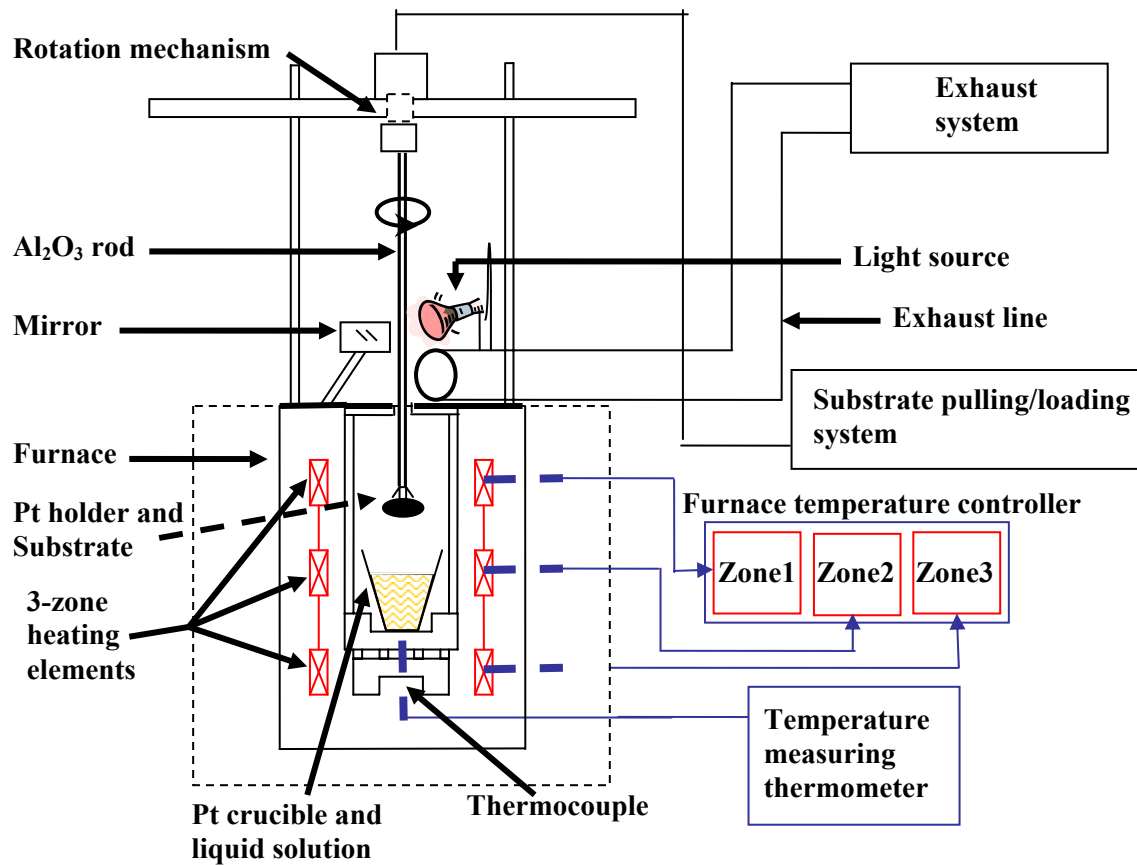 Rotation mechanism
Exhaust
system
Al₂O₃ rod
Light source
Mirror
Exhaust line
Substrate pulling/loading
system
Furnace
Pt holder and
Substrate
Furnace temperature controller
Zone1
Zone2
Zone3
3-zone
heating
elements
Temperature
measuring
thermometer
Thermocouple
Pt crucible and
liquid solution